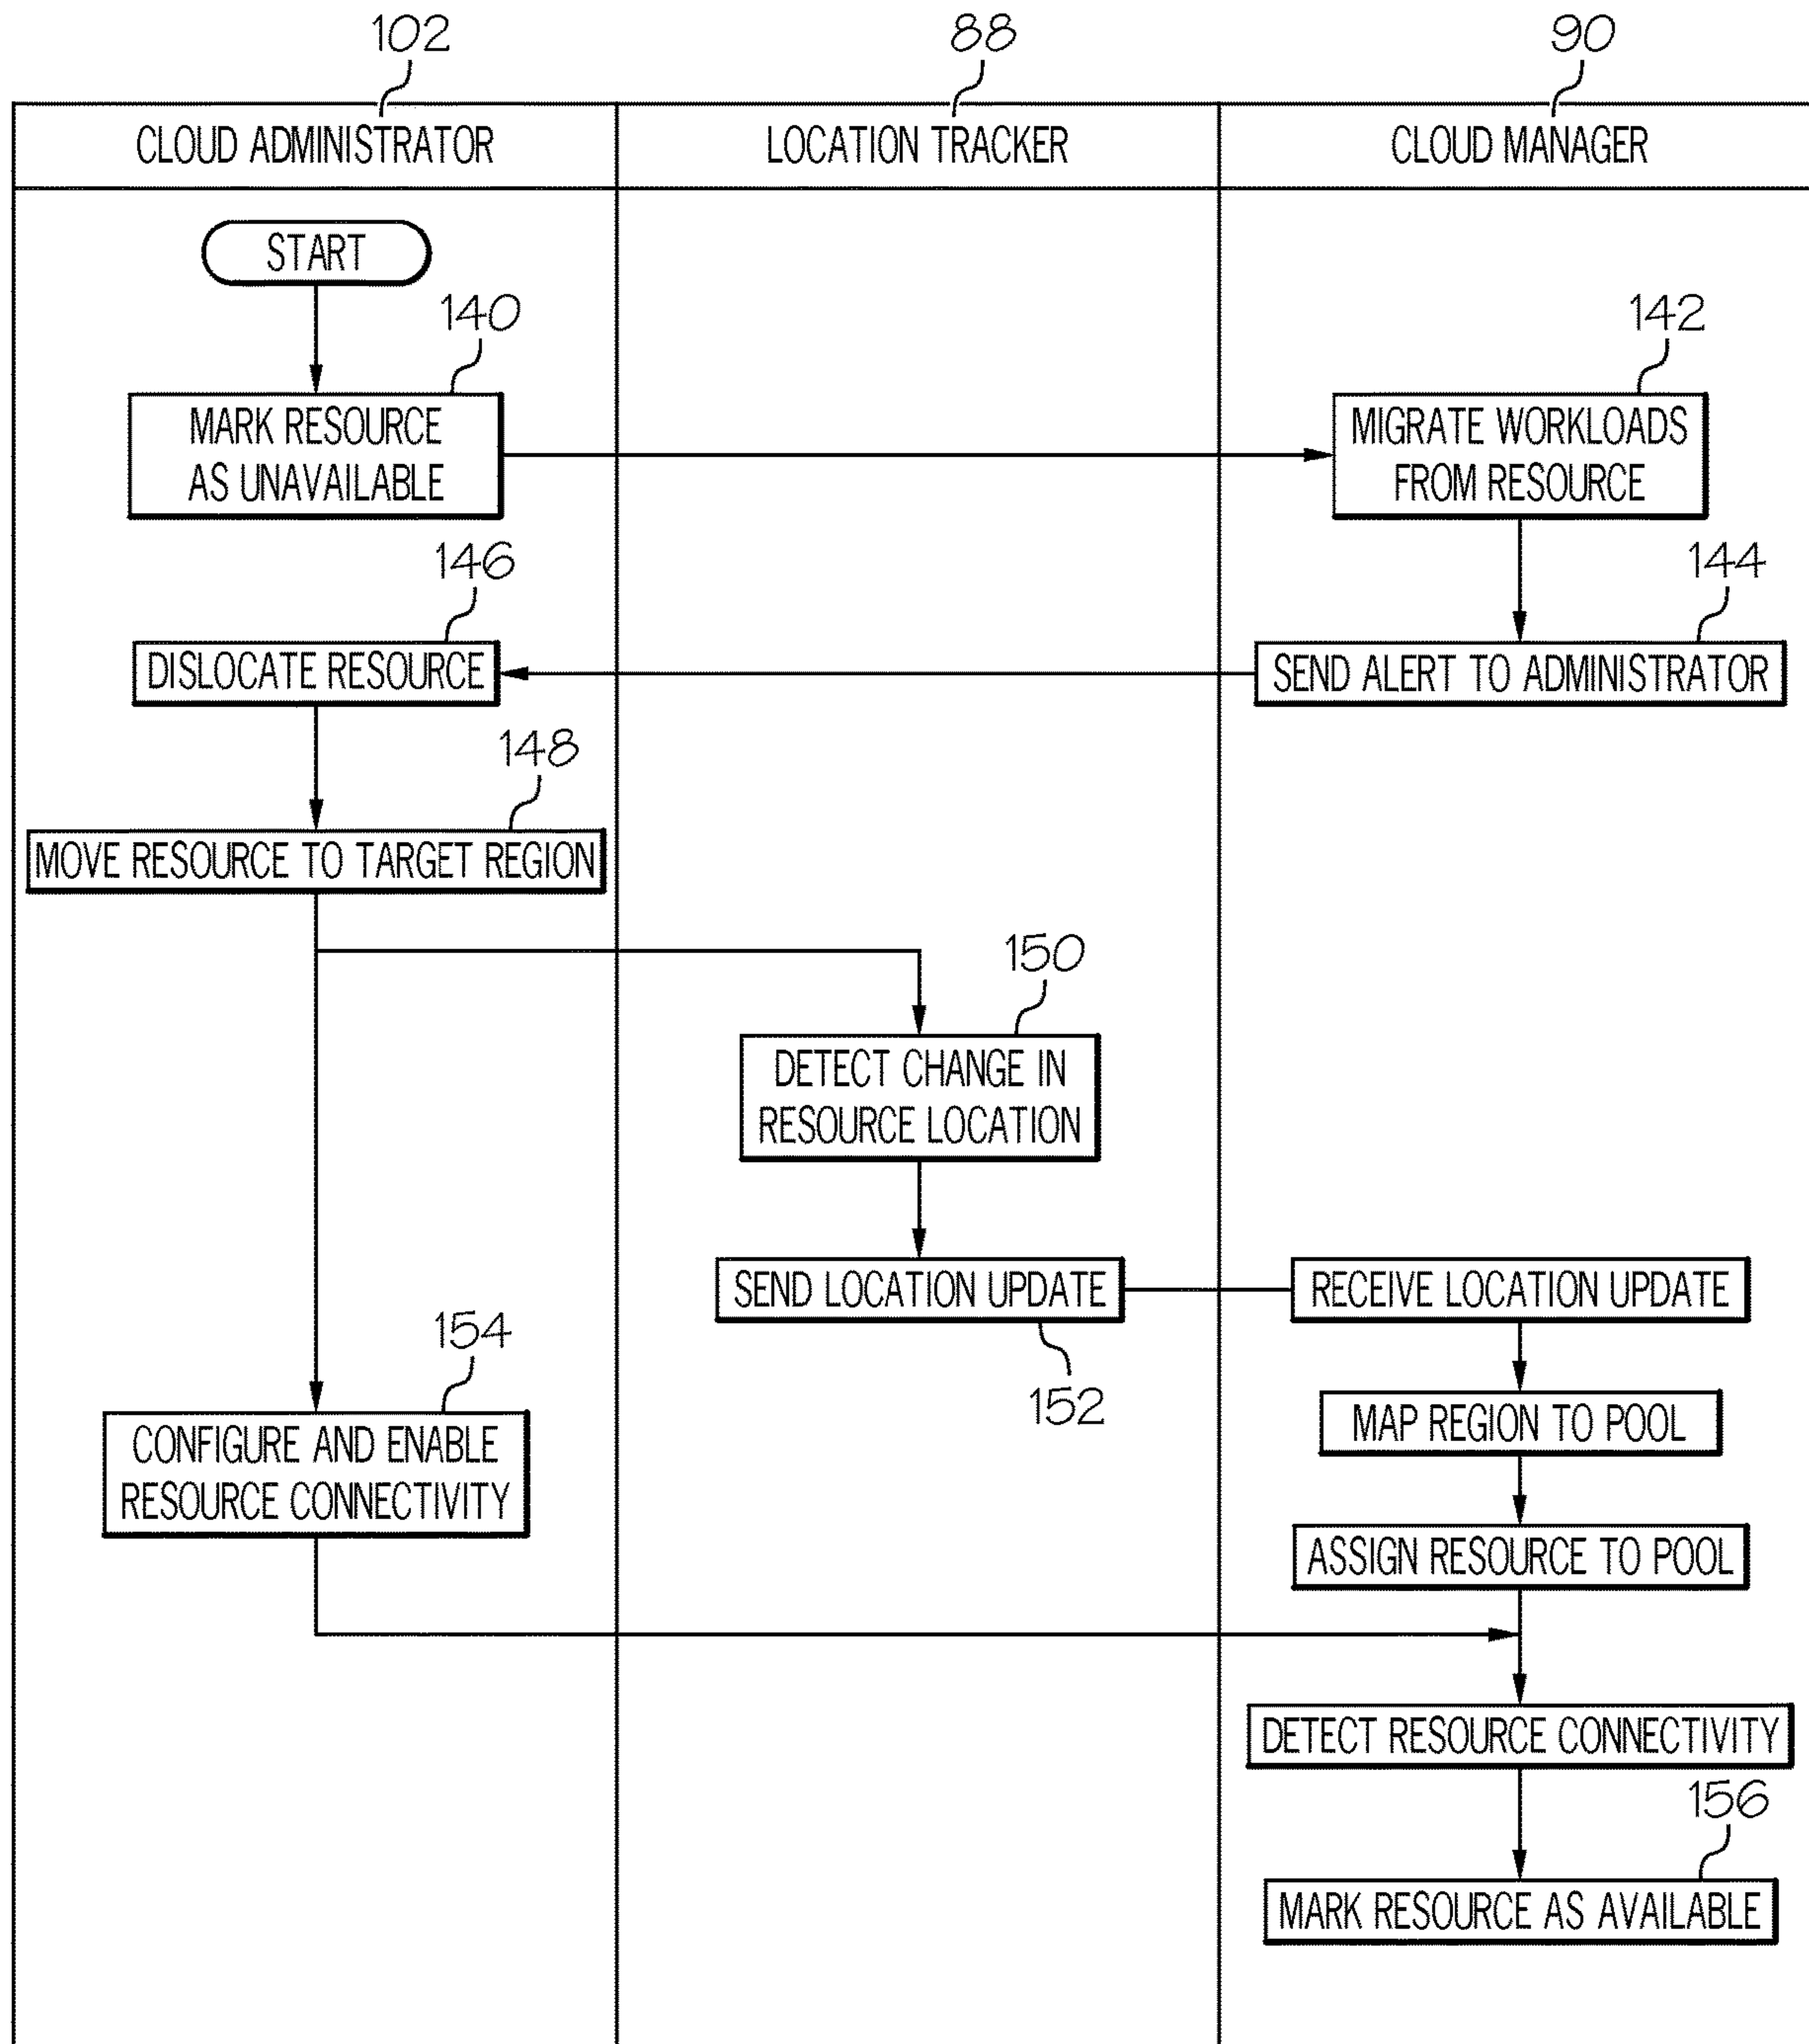 102
88
90
CLOUD ADMINISTRATOR
LOCATION TRACKER
CLOUD MANAGER
START
140
142
MARK RESOURCE
AS UNAVAILABLE
MIGRATE WORKLOADS
FROM RESOURCE
146
144
DISLOCATE RESOURCE
SEND ALERT TO ADMINISTRATOR
148
MOVE RESOURCE TO TARGET REGION
150
DETECT CHANGE IN
RESOURCE LOCATION
SEND LOCATION UPDATE
RECEIVE LOCATION UPDATE
154
152
MAP REGION TO POOL
CONFIGURE AND ENABLE
RESOURCE CONNECTIVITY
ASSIGN RESOURCE TO POOL
DETECT RESOURCE CONNECTIVITY
156
MARK RESOURCE AS AVAILABLE